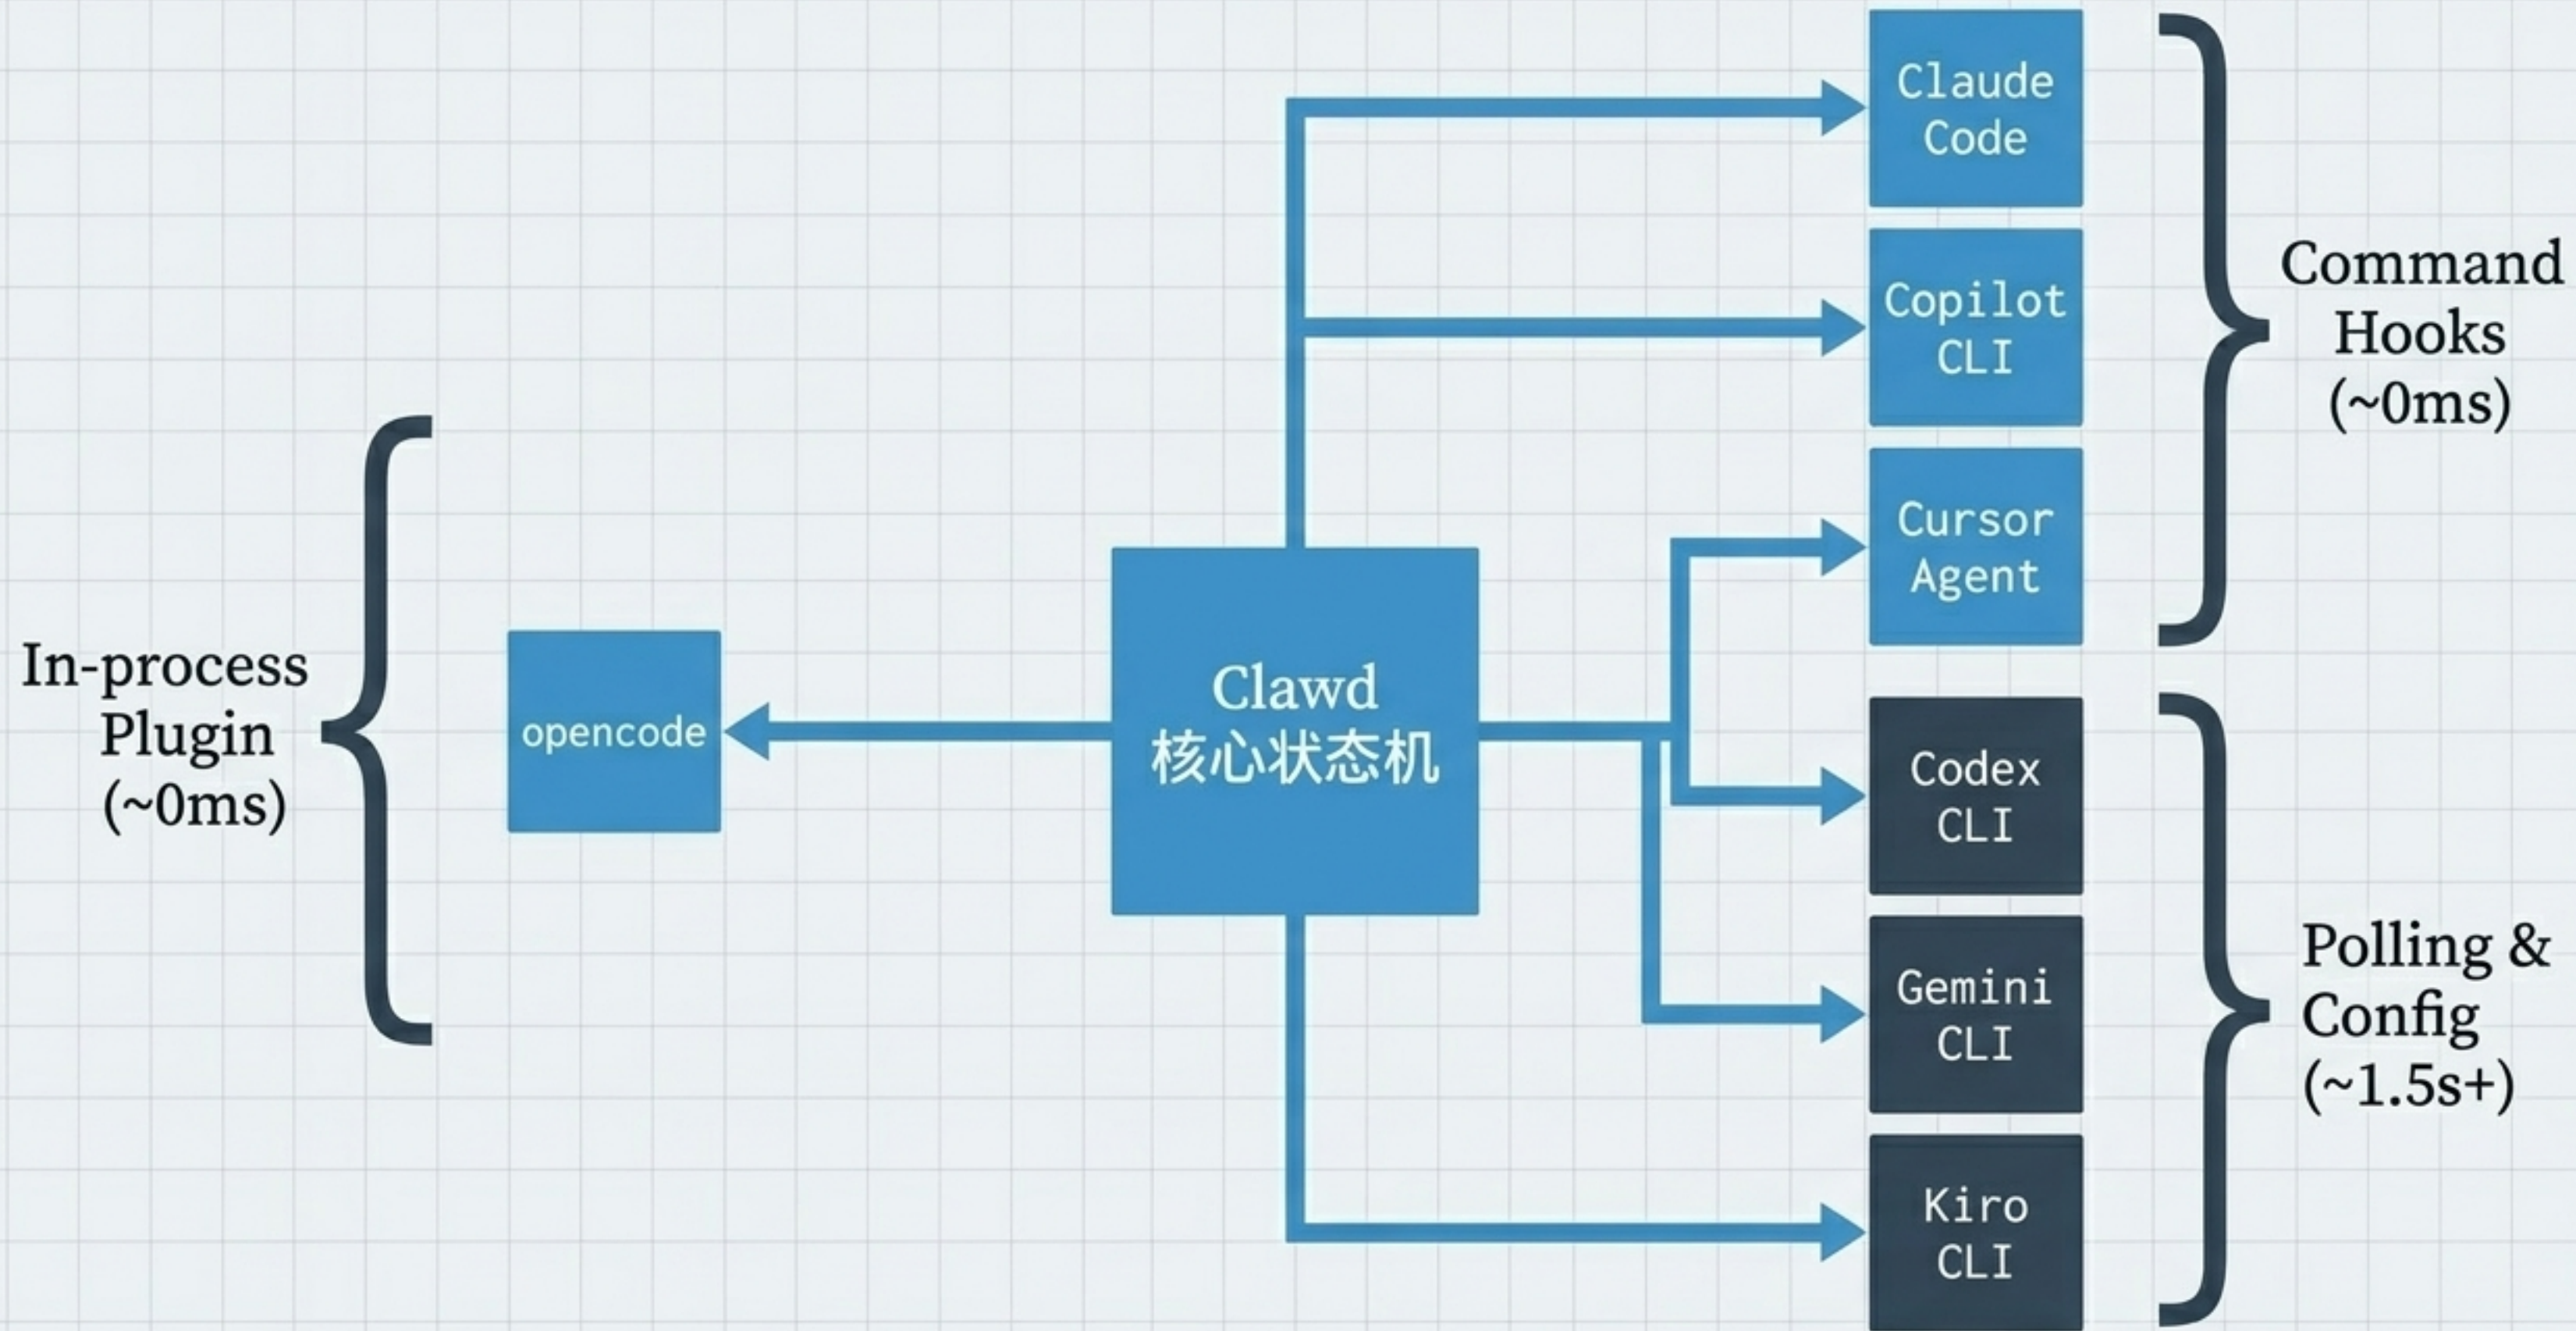 In-process
Plugin
(~0ms)
opencode
Clawd
核心状态机
Claude
Code
Copilot
CLI
Cursor
Agent
Codex
CLI
Gemini
CLI
Kiro
CLI
Command
Hooks
(~0ms)
Polling &
Config
(~1.5s+)